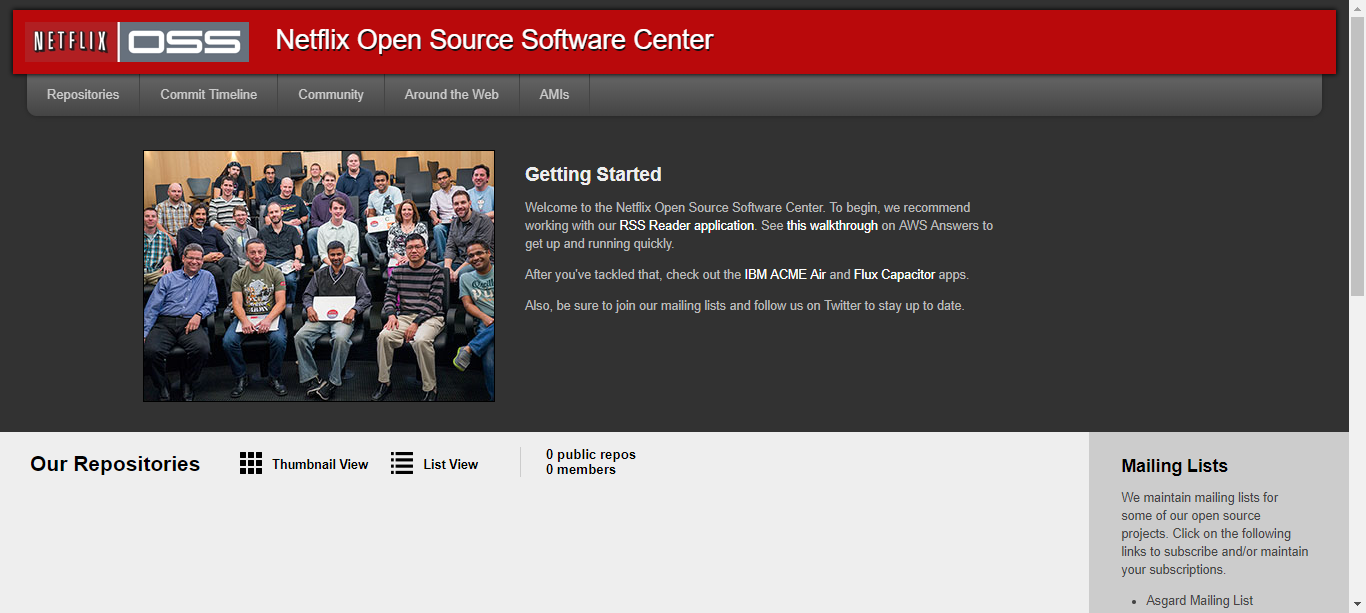 NETFLIX OSS Netflix Open Source Software Center
Repositories Commit Timeline Community Around the Web AMIs
Getting Started
Welcome to the Netflix Open Source Software Center. To begin, we recommend
working with our RSS Reader application. See this walkthrough on AWS Answers to
get up and running quickly.
After you've tackled that, check out the IBM ACME Air and Flux Capacitor apps.
Also, be sure to join our mailing lists and follow us on Twitter to stay up to date.
Our Repositories Thumbnail View List View
0 public repos
0 members
Mailing Lists
We maintain mailing lists for
some of our open source
projects. Click on the following
links to subscribe and/or maintain
your subscriptions.
• Asgard Mailing List